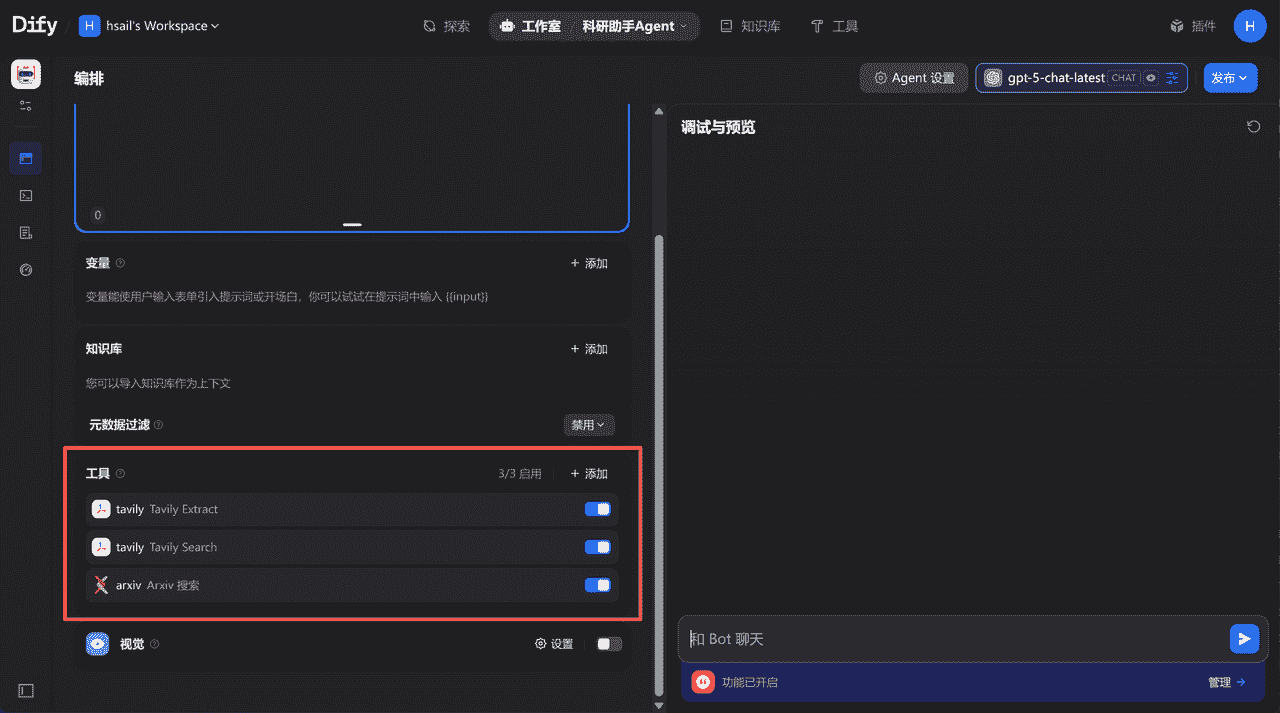 Dify / H hsail's Workspace 探索 工作室 科研助手Agent 知识库 工具 插件 H
编排 Agent 设置 gpt-5-chat-latest CHAT 发布
调试与预览
0
变量 + 添加
变量能使用户输入表单引入提示词或开场白，你可以试试在提示词中输入 {{input}}
知识库 + 添加
您可以导入知识库作为上下文
元数据过滤 禁用
工具 3/3 启用 + 添加
tavily Tavily Extract
tavily Tavily Search
arxiv Arxiv 搜索
视觉 设置
和 Bot 聊天
功能已开启 管理 →